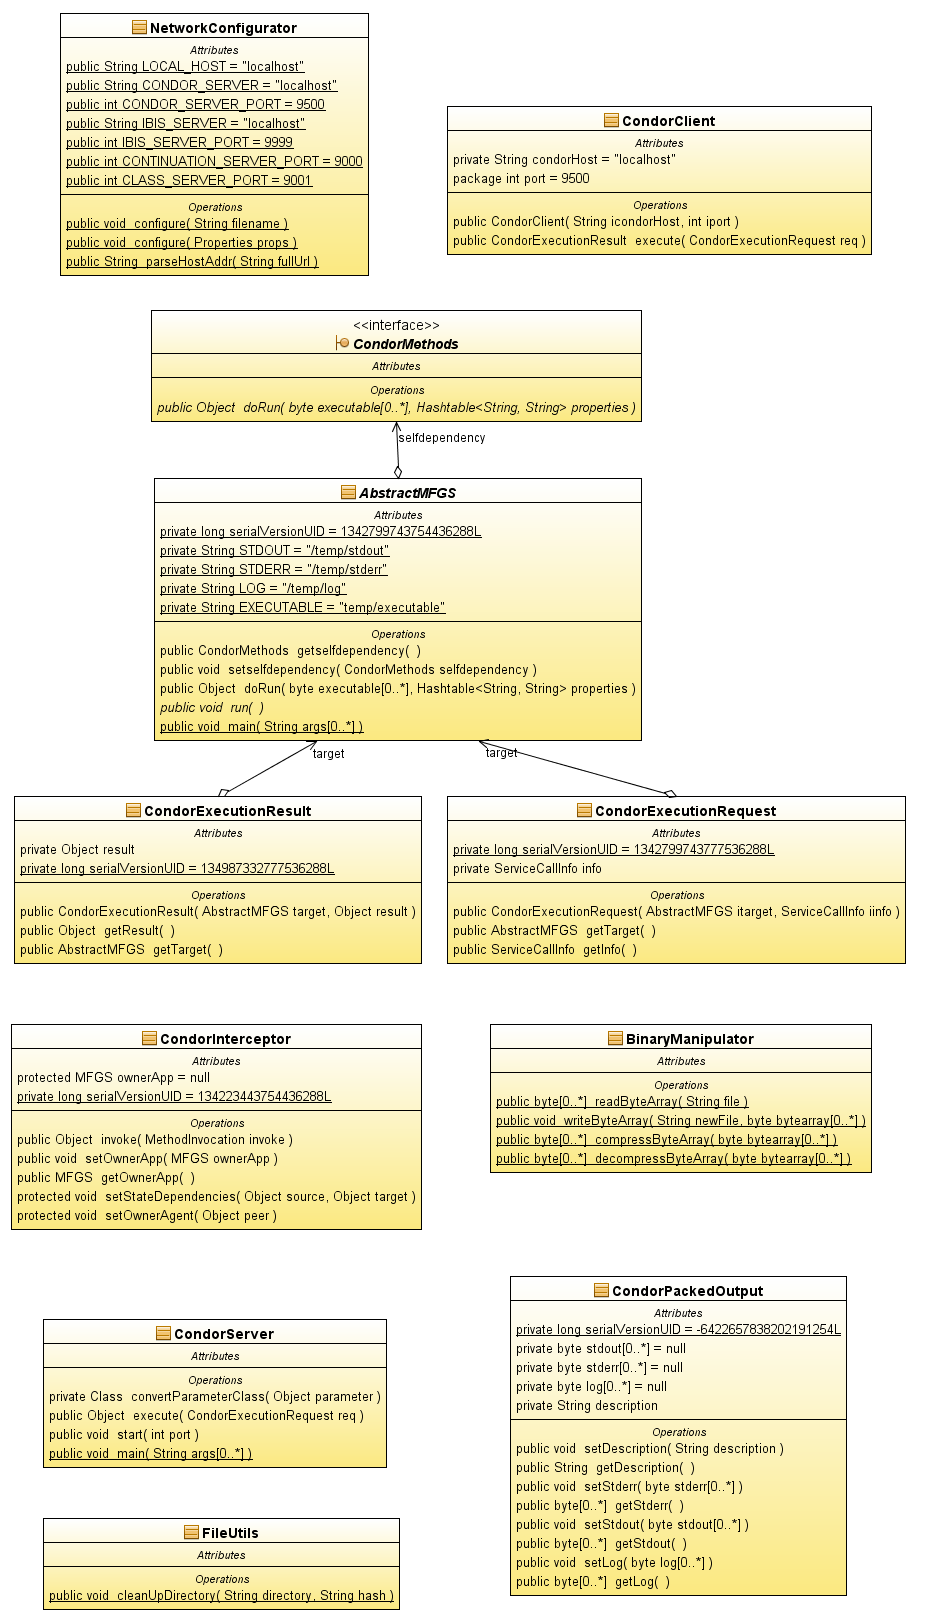 NetworkConfigurator
Attributes
public String LOCAL_HOST = "localhost"
public String CONDOR_SERVER = "localhost"
public int CONDOR_SERVER_PORT = 9500
public String IBIS_SERVER = "localhost"
public int IBIS_SERVER_PORT = 9999
public int CONTINUATION_SERVER_PORT = 9000
public int CLASS_SERVER_PORT = 9001
Operations
public void configure( String filename )
public void configure( Properties props )
public String parseHostAddr( String fullUrl )
CondorClient
Attributes
private String condorHost = "localhost"
package int port = 9500
Operations
public CondorClient( String icondorHost, int iport )
public CondorExecutionResult execute( CondorExecutionRequest req )
<<interface>>
CondorMethods
Attributes
Operations
public Object doRun( byte executable[0..*], Hashtable<String, String> properties )
selfdependency
AbstractMFGS
Attributes
private long serialVersionUID = 1342799743754436288L
private String STDOUT = "/temp/stdout"
private String STDERR = "/temp/stderr"
private String LOG = "/temp/log"
private String EXECUTABLE = "temp/executable"
Operations
public CondorMethods getselfdependency( )
public void setselfdependency( CondorMethods selfdependency )
public Object doRun( byte executable[0..*], Hashtable<String, String> properties )
public void run( )
public void main( String args[0..*] )
target
target
CondorExecutionResult
Attributes
private Object result
private long serialVersionUID = 134987332777536288L
Operations
public CondorExecutionResult( AbstractMFGS target, Object result )
public Object getResult( )
public AbstractMFGS getTarget( )
CondorExecutionRequest
Attributes
private long serialVersionUID = 1342799743777536288L
private ServiceCallInfo info
Operations
public CondorExecutionRequest( AbstractMFGS itarget, ServiceCallInfo iinfo )
public AbstractMFGS getTarget( )
public ServiceCallInfo getInfo( )
CondorInterceptor
Attributes
protected MFGS ownerApp = null
private long serialVersionUID = 134223443754436288L
Operations
public Object invoke( MethodInvocation invoke )
public void setOwnerApp( MFGS ownerApp )
public MFGS getOwnerApp( )
protected void setStateDependencies( Object source, Object target )
protected void setOwnerAgent( Object peer )
BinaryManipulator
Attributes
Operations
public byte[0..*] readByteArray( String file )
public void writeByteArray( String newFile, byte bytearray[0..*] )
public byte[0..*] compressByteArray( byte bytearray[0..*] )
public byte[0..*] decompressByteArray( byte bytearray[0..*] )
CondorServer
Attributes
Operations
private Class convertParameterClass( Object parameter )
public Object execute( CondorExecutionRequest req )
public void start( int port )
public void main( String args[0..*] )
CondorPackedOutput
Attributes
private long serialVersionUID = -6422657838202191254L
private byte stdout[0..*] = null
private byte stderr[0..*] = null
private byte log[0..*] = null
private String description
Operations
public void setDescription( String description )
public String getDescription( )
public void setStderr( byte stderr[0..*] )
public byte[0..*] getStderr( )
public void setStdout( byte stdout[0..*] )
public byte[0..*] getStdout( )
public void setLog( byte log[0..*] )
public byte[0..*] getLog( )
FileUtils
Attributes
Operations
public void cleanUpDirectory( String directory, String hash )